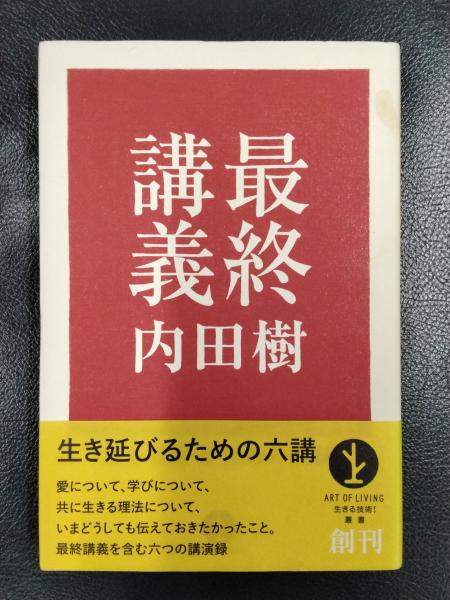 最終
講義
内田樹
生き延びるための六講
愛について、学びについて、
共に生きる理法について、
いまどうしても伝えておきたかったこと。
最終講義を含む六つの講演録
ART OF LIVING
生きる技術！
叢書
創刊